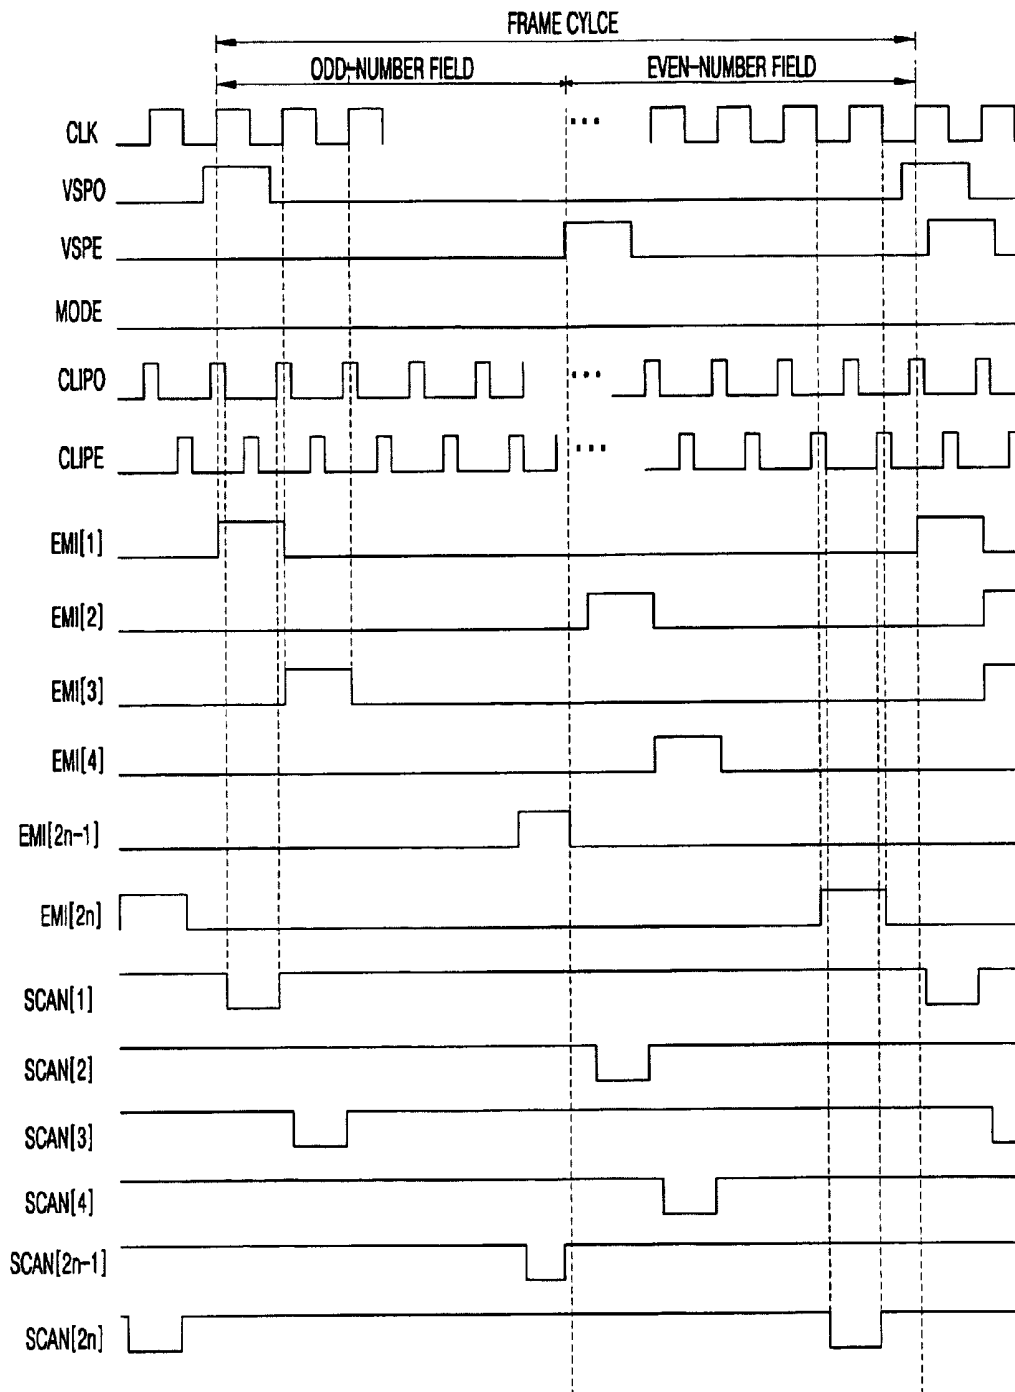 FRAME CYLCE
ODD-NUMBER FIELD
EVEN-NUMBER FIELD
CLK
...
VSPO
VSPE
MODE
CLIPO
...
CLIPE
...
EMI[1]
EMI[2]
EMI[3]
EMI[4]
EMI[2n-1]
EMI[2n]
SCAN[1]
SCAN[2]
SCAN[3]
SCAN[4]
SCAN[2n-1]
SCAN[2n]